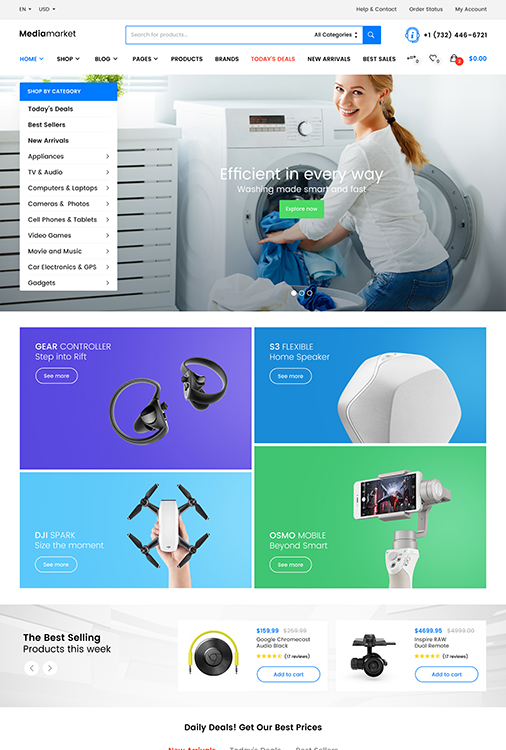 EN USD Help & Contact Order Status My Account
Mediamarket
Search for products...
All Categories
+1 (732) 446-6721
HOME SHOP BLOG PAGES PRODUCTS BRANDS TODAY'S DEALS NEW ARRIVALS BEST SALES 0 0 2 $0.00
SHOP BY CATEGORY
Today's Deals
Best Sellers
New Arrivals
Appliances
TV & Audio
Computers & Laptops
Cameras & Photos
Cell Phones & Tablets
Video Games
Movie and Music
Car Electronics & GPS
Gadgets
Efficient in every way
Washing made smart and fast
Explore now
GEAR CONTROLLER
Step into Rift
See more
S3 FLEXIBLE
Home Speaker
See more
DJI SPARK
Size the moment
See more
OSMO MOBILE
Beyond Smart
See more
The Best Selling
Products this week
$159.99 $259.99
Google Chromecast
Audio Black
(17 reviews)
Add to cart
$4699.95 $4999.00
Inspire RAW
Dual Remote
(17 reviews)
Add to cart
Daily Deals! Get Our Best Prices
New Arrivals Today's Deals Best Sellers